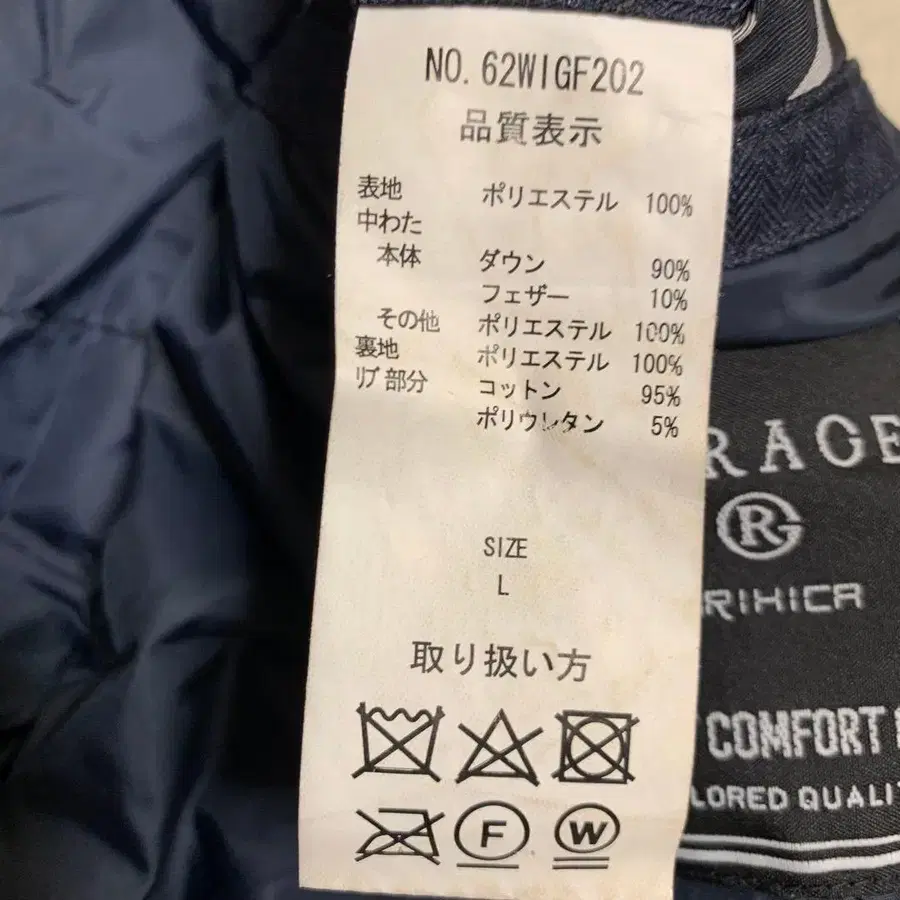 NO. 62WIGF202
品質表示
表地 ポリエステル 100%
中わた
本体 ダウン 90%
フェザー 10%
その他 ポリエステル 100%
裏地 ポリエステル 100%
リブ部分 コットン 95%
ポリウレタン 5%
SIZE
L
取り扱い方
F W
RAGE
R
RIHICA
COMFORT
LORED QUALI